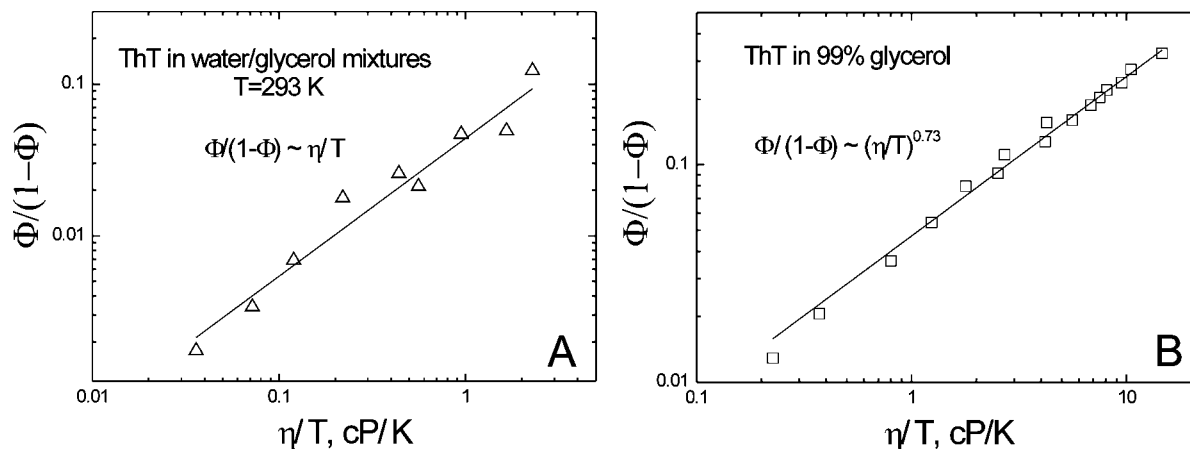 ThT in water/glycerol mixtures
T=293 K
Φ/(1-Φ) ~ η/T
0.1
0.01
Φ/(1−Φ)
A
0.01
0.1
1
η/T, cP/K
ThT in 99% glycerol
Φ/(1-Φ) ~ (η/T)^0.73
0.1
0.01
Φ/(1−Φ)
B
0.1
1
10
η/T, cP/K